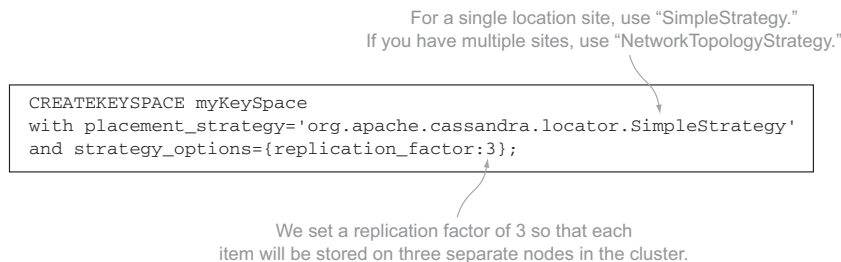 For a single location site, use “SimpleStrategy.”
If you have multiple sites, use “NetworkTopologyStrategy.”
CREATEKEYSPACE myKeySpace
with placement_strategy='org.apache.cassandra.locator.SimpleStrategy'
and strategy_options={replication_factor:3};
We set a replication factor of 3 so that each
item will be stored on three separate nodes in the cluster.